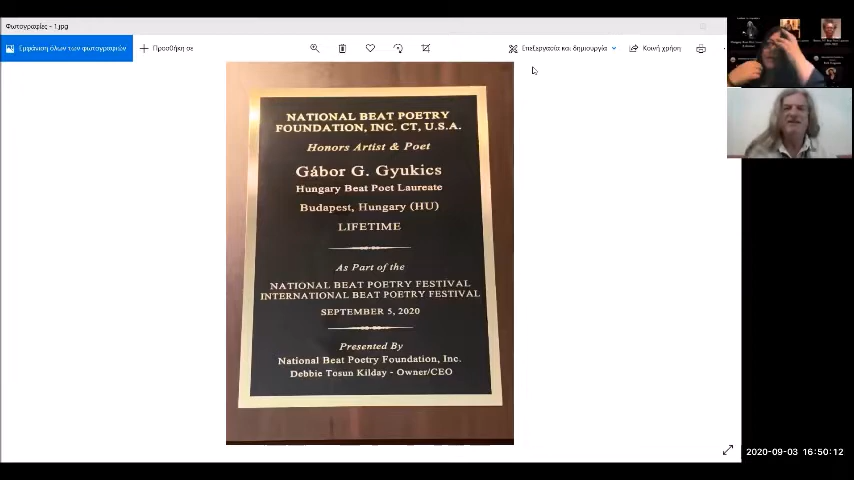 Φωτογραφίες - 1.jpg
Εμφάνιση όλων των φωτογραφιών
Προσθήκη σε
Επεξεργασία και δημιουργία
Κοινή χρήση
NATIONAL BEAT POETRY
FOUNDATION, INC. CT, U.S.A.
Honors Artist & Poet
Gábor G. Gyukics
Hungary Beat Poet Laureate
Budapest, Hungary (HU)
LIFETIME
As Part of the
NATIONAL BEAT POETRY FESTIVAL
INTERNATIONAL BEAT POETRY FESTIVAL
SEPTEMBER 5, 2020
Presented By
National Beat Poetry Foundation, Inc.
Debbie Tosun Kilday - Owner/CEO
2020-09-03 16:50:12